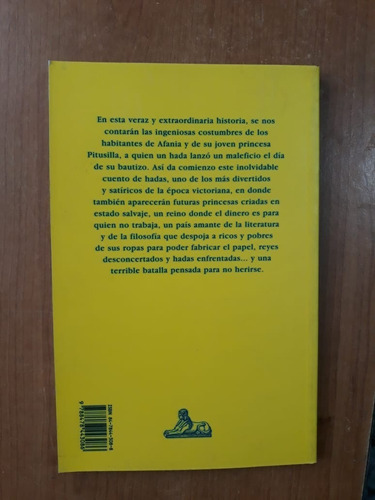 En esta veraz y extraordinaria historia, se nos
contarán las ingeniosas costumbres de los
habitantes de Afania y de su joven princesa
Pitusilla, a quien un hada lanzó un maleficio el día
de su bautizo. Así da comienzo este inolvidable
cuento de hadas, uno de los más divertidos
y satíricos de la época victoriana, en donde
también aparecerán futuras princesas criadas en
estado salvaje, un reino donde el dinero es para
quien no trabaja, un país amante de la literatura
y de la filosofía que despoja a ricos y pobres
de sus ropas para poder fabricar el papel, reyes
desconcertados y hadas enfrentadas... y una
terrible batalla pensada para no herirse.